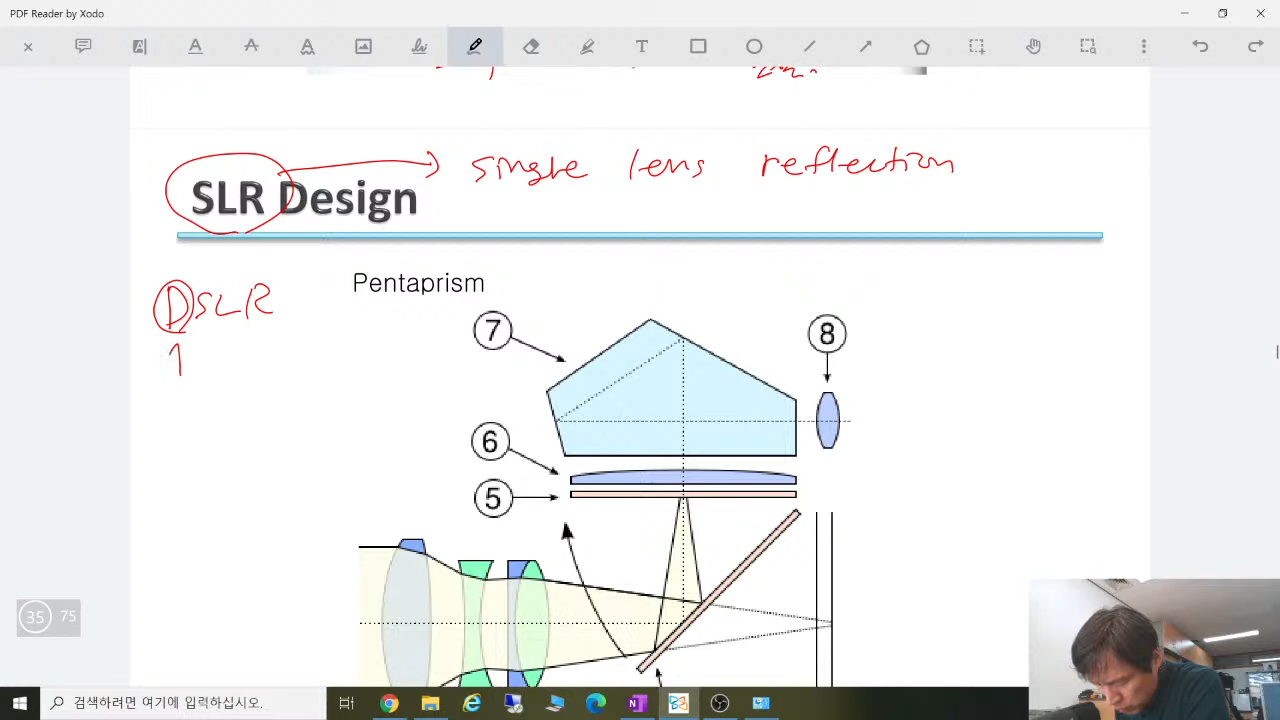 PDF Reader by Xodo
T
single lens reflection
SLR Design
DSLR
1
Pentaprism
7
8
6
5
35 75
검색하려면 여기에 입력하십시오.